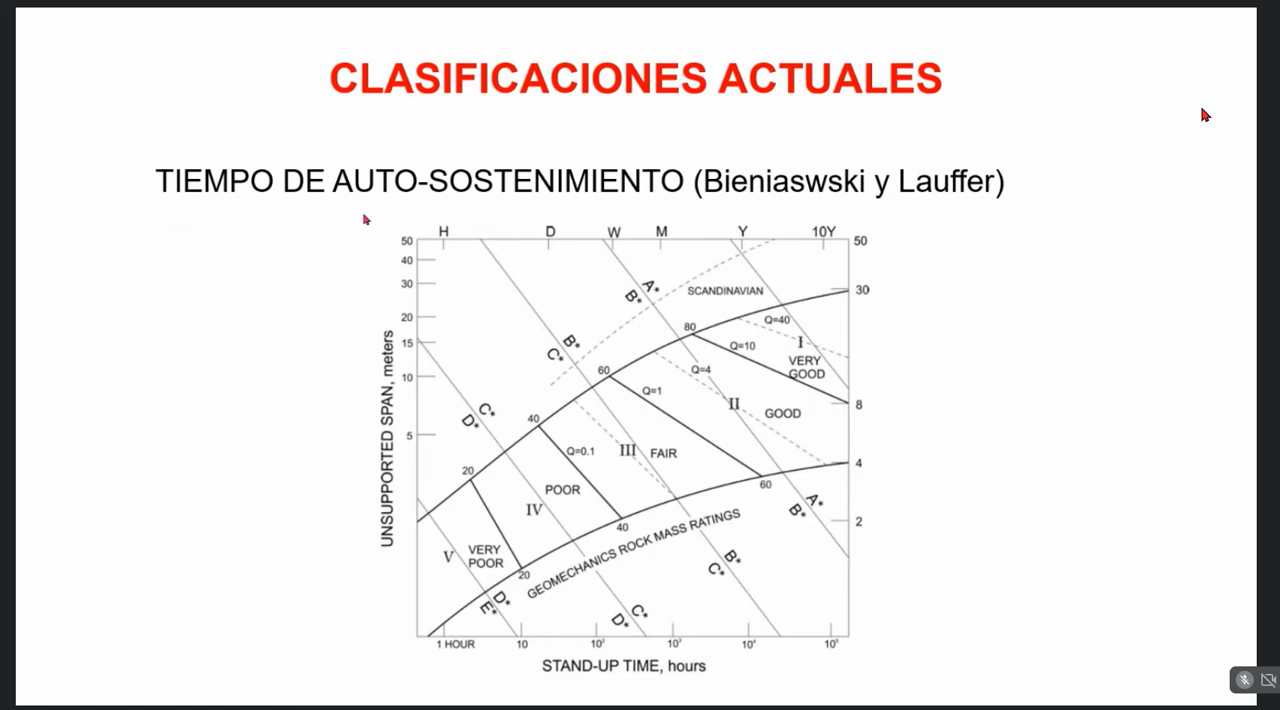 CLASIFICACIONES ACTUALES
TIEMPO DE AUTO-SOSTENIMIENTO (Bieniaswski y Lauffer)
H D W M Y 10Y
50 50
40
30 30
20
15
10
5
8
4
2
UNSUPPORTED SPAN, meters
A*
B*
SCANDINAVIAN
80
Q=40
I
VERY
GOOD
Q=10
B*
C*
60
Q=4
Q=1
II
GOOD
C*
D*
40
Q=0.1
III FAIR
20
POOR
IV
60
A*
B*
40
V
VERY
POOR
20
GEOMECHANICS ROCK MASS RATINGS
B*
C*
D*
E*
C*
D*
1 HOUR 10 10² 10³ 10⁴ 10⁵
STAND-UP TIME, hours